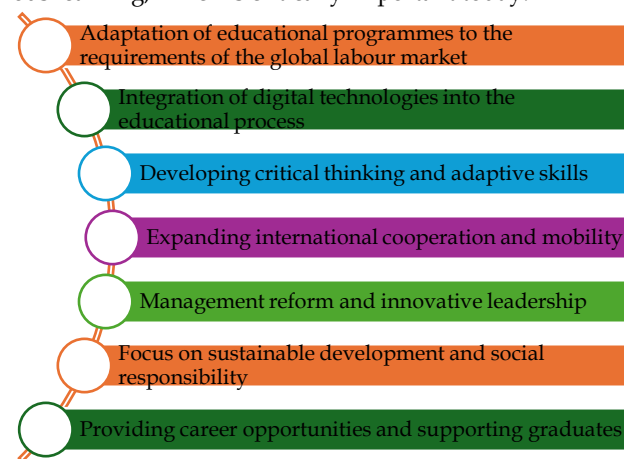 Adaptation of educational programmes to the
requirements of the global labour market
Integration of digital technologies into the
educational process
Developing critical thinking and adaptive skills
Expanding international cooperation and mobility
Management reform and innovative leadership
Focus on sustainable development and social
responsibility
Providing career opportunities and supporting graduates